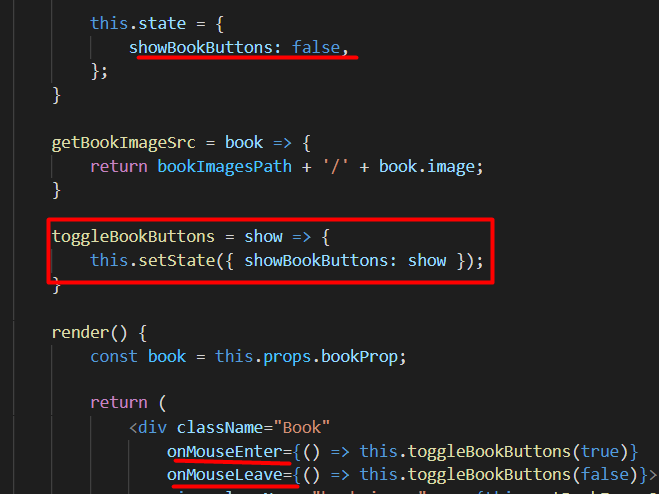 this.state = {
showBookButtons: false,
};
}
getBookImageSrc = book => {
return bookImagesPath + '/' + book.image;
}
toggleBookButtons = show => {
this.setState({ showBookButtons: show });
}
render() {
const book = this.props.bookProp;
return (
<div className="Book"
onMouseEnter={() => this.toggleBookButtons(true)}
onMouseLeave={() => this.toggleBookButtons(false)}>